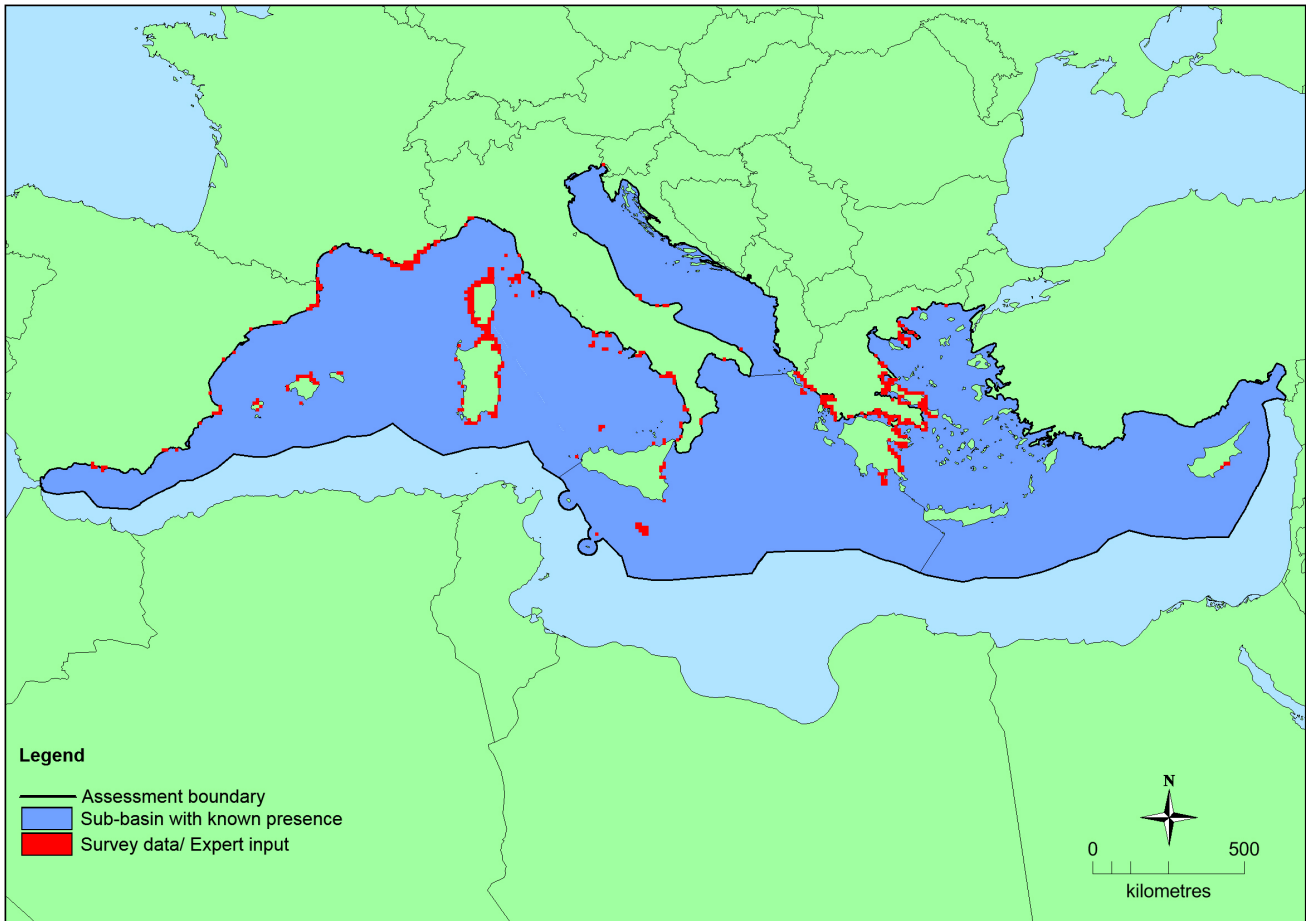 Legend
Assessment boundary
Sub-basin with known presence
Survey data/ Expert input
N
0 500
kilometres